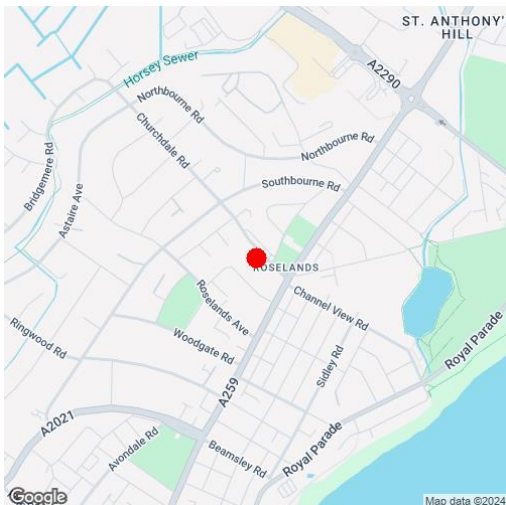 ST. ANTHONY'
HILL
A2290
Horsey Sewer
Northbourne Rd
Churchdale Rd
Northbourne Rd
Bridgemere Rd
Southbourne Rd
Astaire Ave
ROSELANDS
Channel View Rd
Roselands Ave
Ringwood Rd
Woodgate Rd
Sidley Rd
Royal Parade
A259
A2021
Avondale Rd
Beamsley Rd
Royal Parade
Google
Map data ©2024